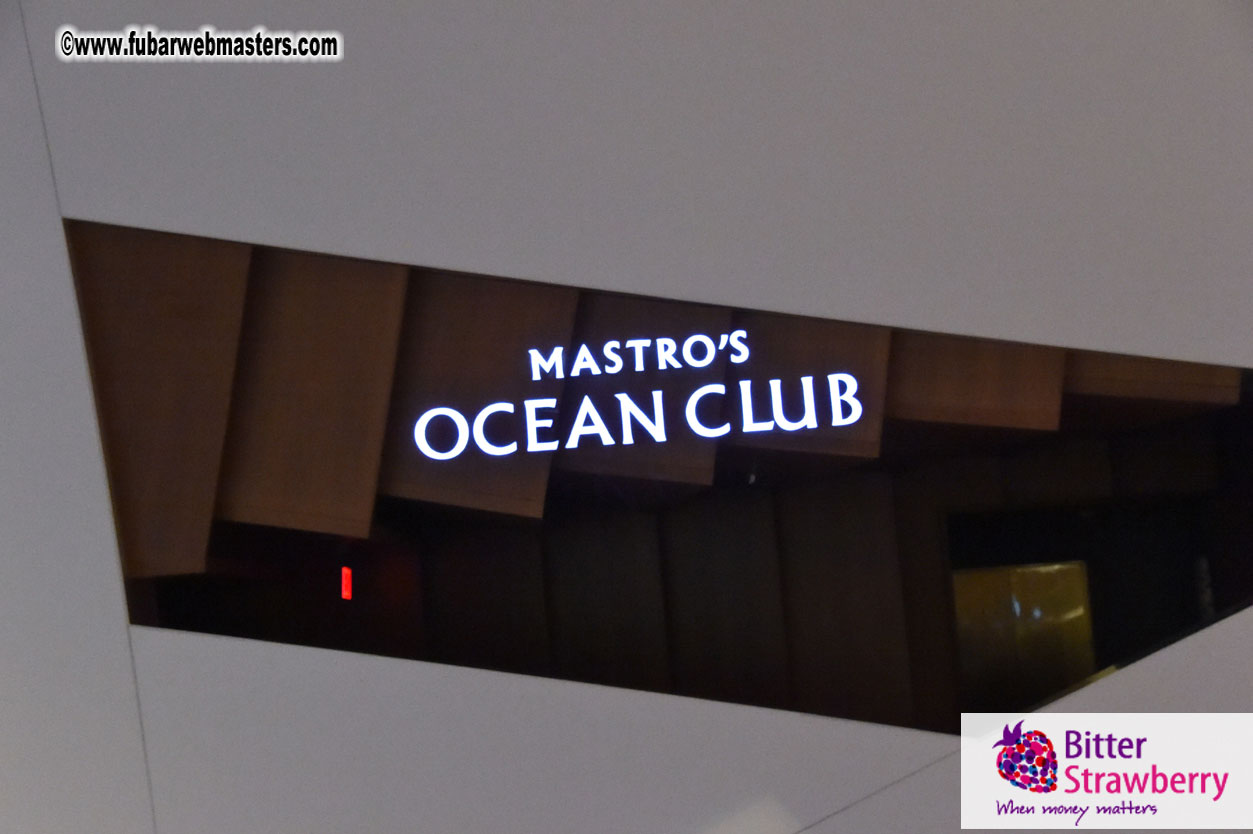 ©www.fubarwebmasters.com
MASTRO'S
OCEAN CLUB
Bitter
Strawberry
When money matters